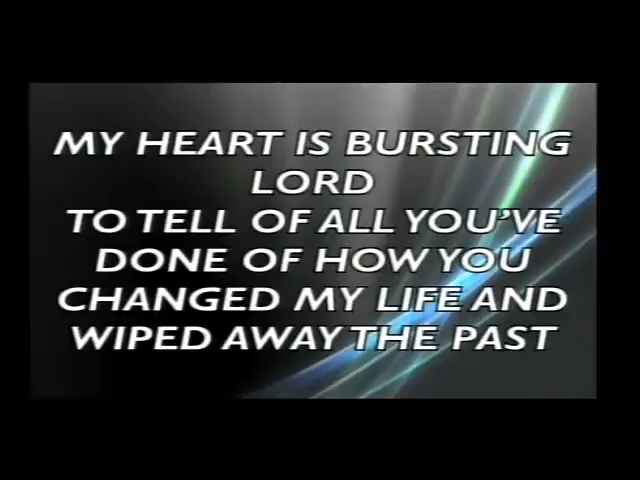 MY HEART IS BURSTING
LORD
TO TELL OF ALL YOU'VE
DONE OF HOW YOU
CHANGED MY LIFE AND
WIPED AWAY THE PAST